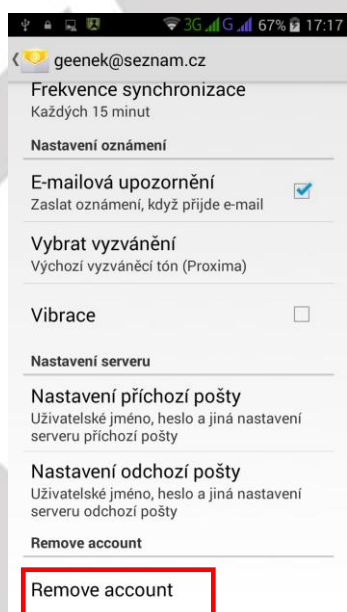 3G G 67% 17:17
geenek@seznam.cz
Frekvence synchronizace
Každých 15 minut
Nastavení oznámení
E-mailová upozornění
Zaslat oznámení, když přijde e-mail
Vybrat vyzvánění
Výchozí vyzváněcí tón (Proxima)
Vibrace
Nastavení serveru
Nastavení příchozí pošty
Uživatelské jméno, heslo a jiná nastavení
serveru příchozí pošty
Nastavení odchozí pošty
Uživatelské jméno, heslo a jiná nastavení
serveru odchozí pošty
Remove account
Remove account